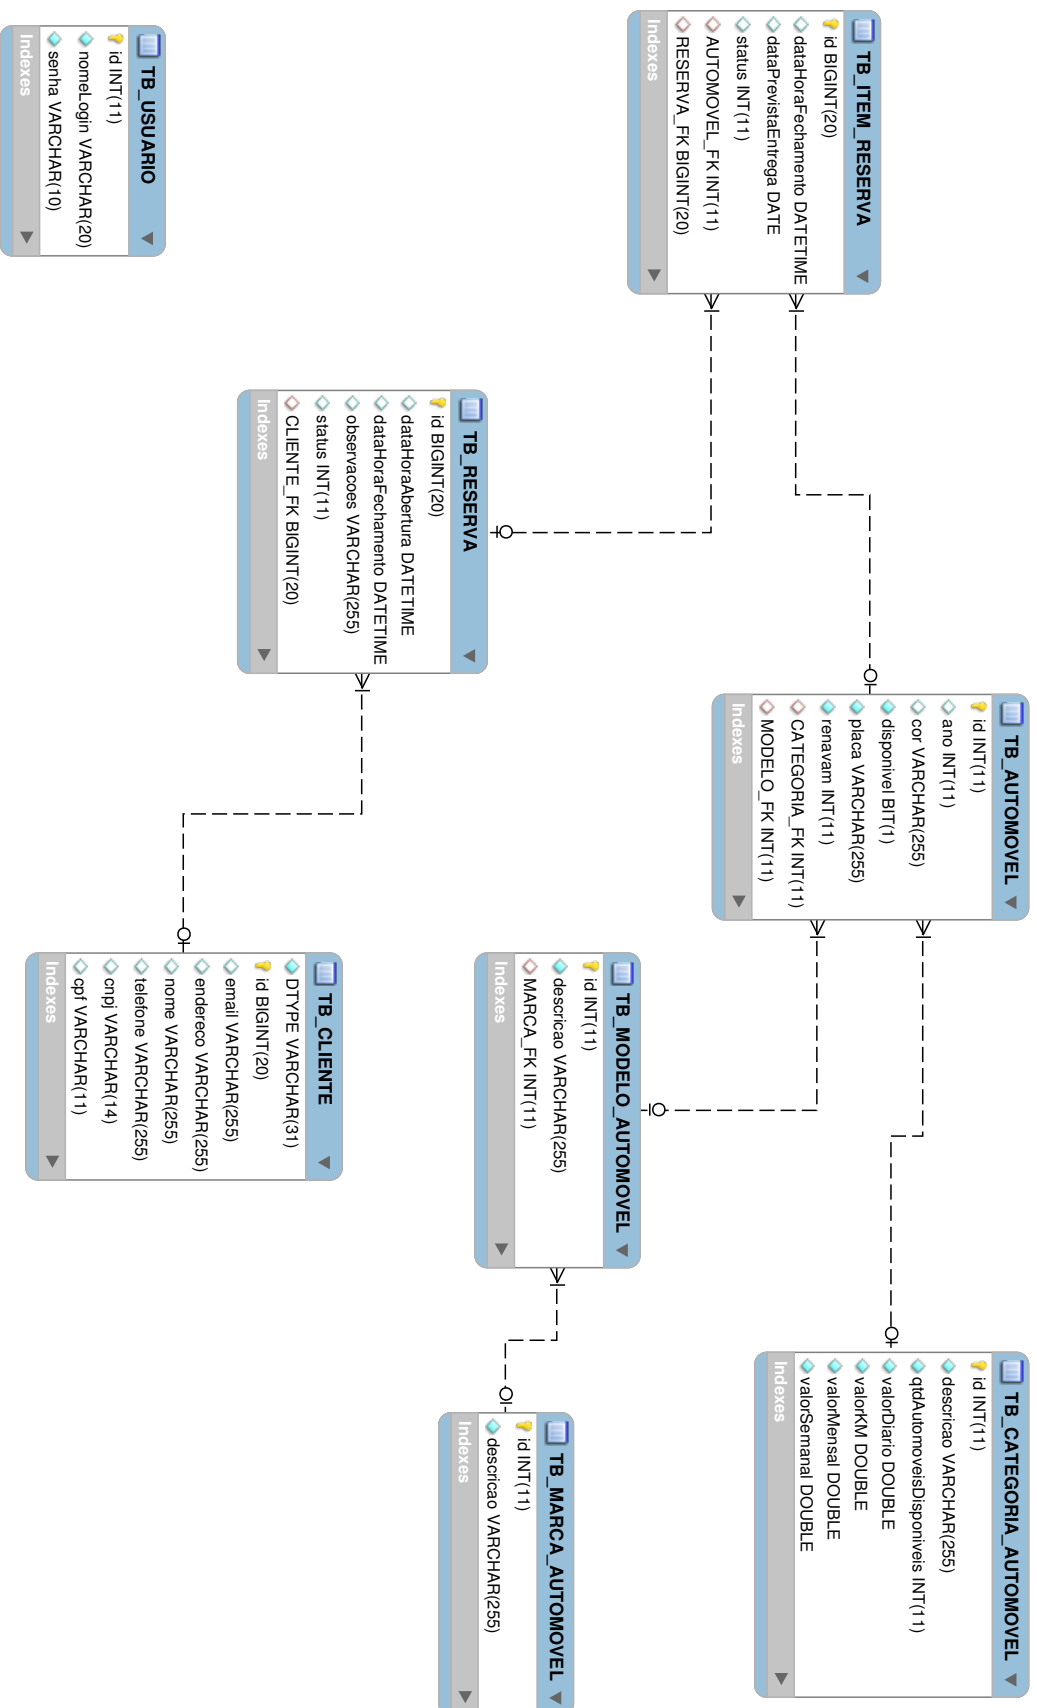 TB_ITEM_RESERVA
id BIGINT(20)
dataHoraFechamento DATETIME
dataPrevistaEntrega DATE
status INT(11)
AUTOMOVEL_FK INT(11)
RESERVA_FK BIGINT(20)
Indexes
TB_AUTOMOVEL
id INT(11)
ano INT(11)
cor VARCHAR(255)
disponivel BIT(1)
placa VARCHAR(255)
renavam INT(11)
CATEGORIA_FK INT(11)
MODELO_FK INT(11)
Indexes
TB_CATEGORIA_AUTOMOVEL
id INT(11)
descricao VARCHAR(255)
qtdAutomoveisDisponiveis INT(11)
valorDiario DOUBLE
valorKM DOUBLE
valorMensal DOUBLE
valorSemanal DOUBLE
Indexes
TB_RESERVA
id BIGINT(20)
dataHoraAbertura DATETIME
dataHoraFechamento DATETIME
observacoes VARCHAR(255)
status INT(11)
CLIENTE_FK BIGINT(20)
Indexes
TB_MODELO_AUTOMOVEL
id INT(11)
descricao VARCHAR(255)
MARCA_FK INT(11)
Indexes
TB_MARCA_AUTOMOVEL
id INT(11)
descricao VARCHAR(255)
Indexes
TB_USUARIO
id INT(11)
nomeLogin VARCHAR(20)
senha VARCHAR(10)
Indexes
TB_CLIENTE
DTYPE VARCHAR(31)
id BIGINT(20)
email VARCHAR(255)
endereco VARCHAR(255)
nome VARCHAR(255)
telefone VARCHAR(255)
cnpj VARCHAR(14)
cpf VARCHAR(11)
Indexes